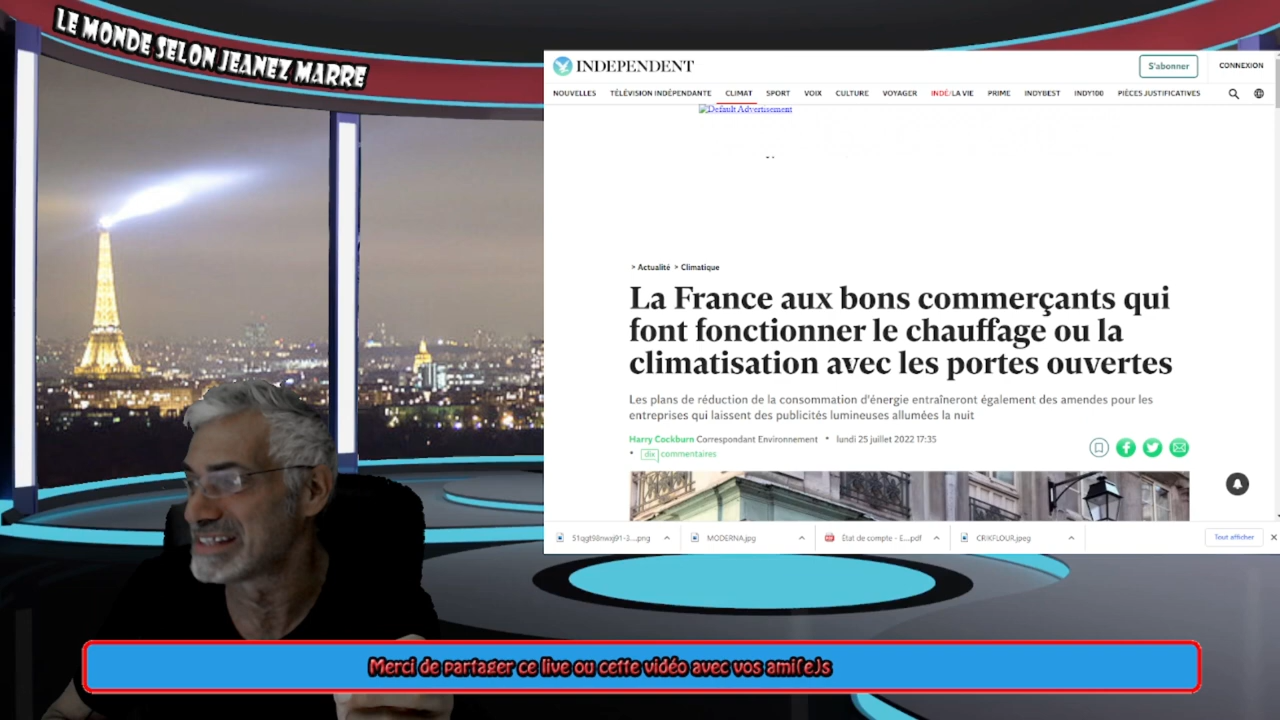 LE MONDE SELON JEANEZ MARRE
INDEPENDENT
S'abonner
CONNEXION
NOUVELLES TÉLÉVISION INDÉPENDANTE CLIMAT SPORT VOIX CULTURE VOYAGER INDÉ/LA VIE PRIME INDYBEST INDY100 PIÈCES JUSTIFICATIVES
Default Advertisement
> Actualité > Climatique
La France aux bons commerçants qui
font fonctionner le chauffage ou la
climatisation avec les portes ouvertes
Les plans de réduction de la consommation d'énergie entraîneront également des amendes pour les
entreprises qui laissent des publicités lumineuses allumées la nuit
Harry Cockburn Correspondant Environnement • lundi 25 juillet 2022 17:35
• dix commentaires
MODERNA.jpg
État de compte - E....pdf
CRIKFLOUR.jpeg
Tout afficher
Merci de partager ce live ou cette vidéo avec vos ami(e)s